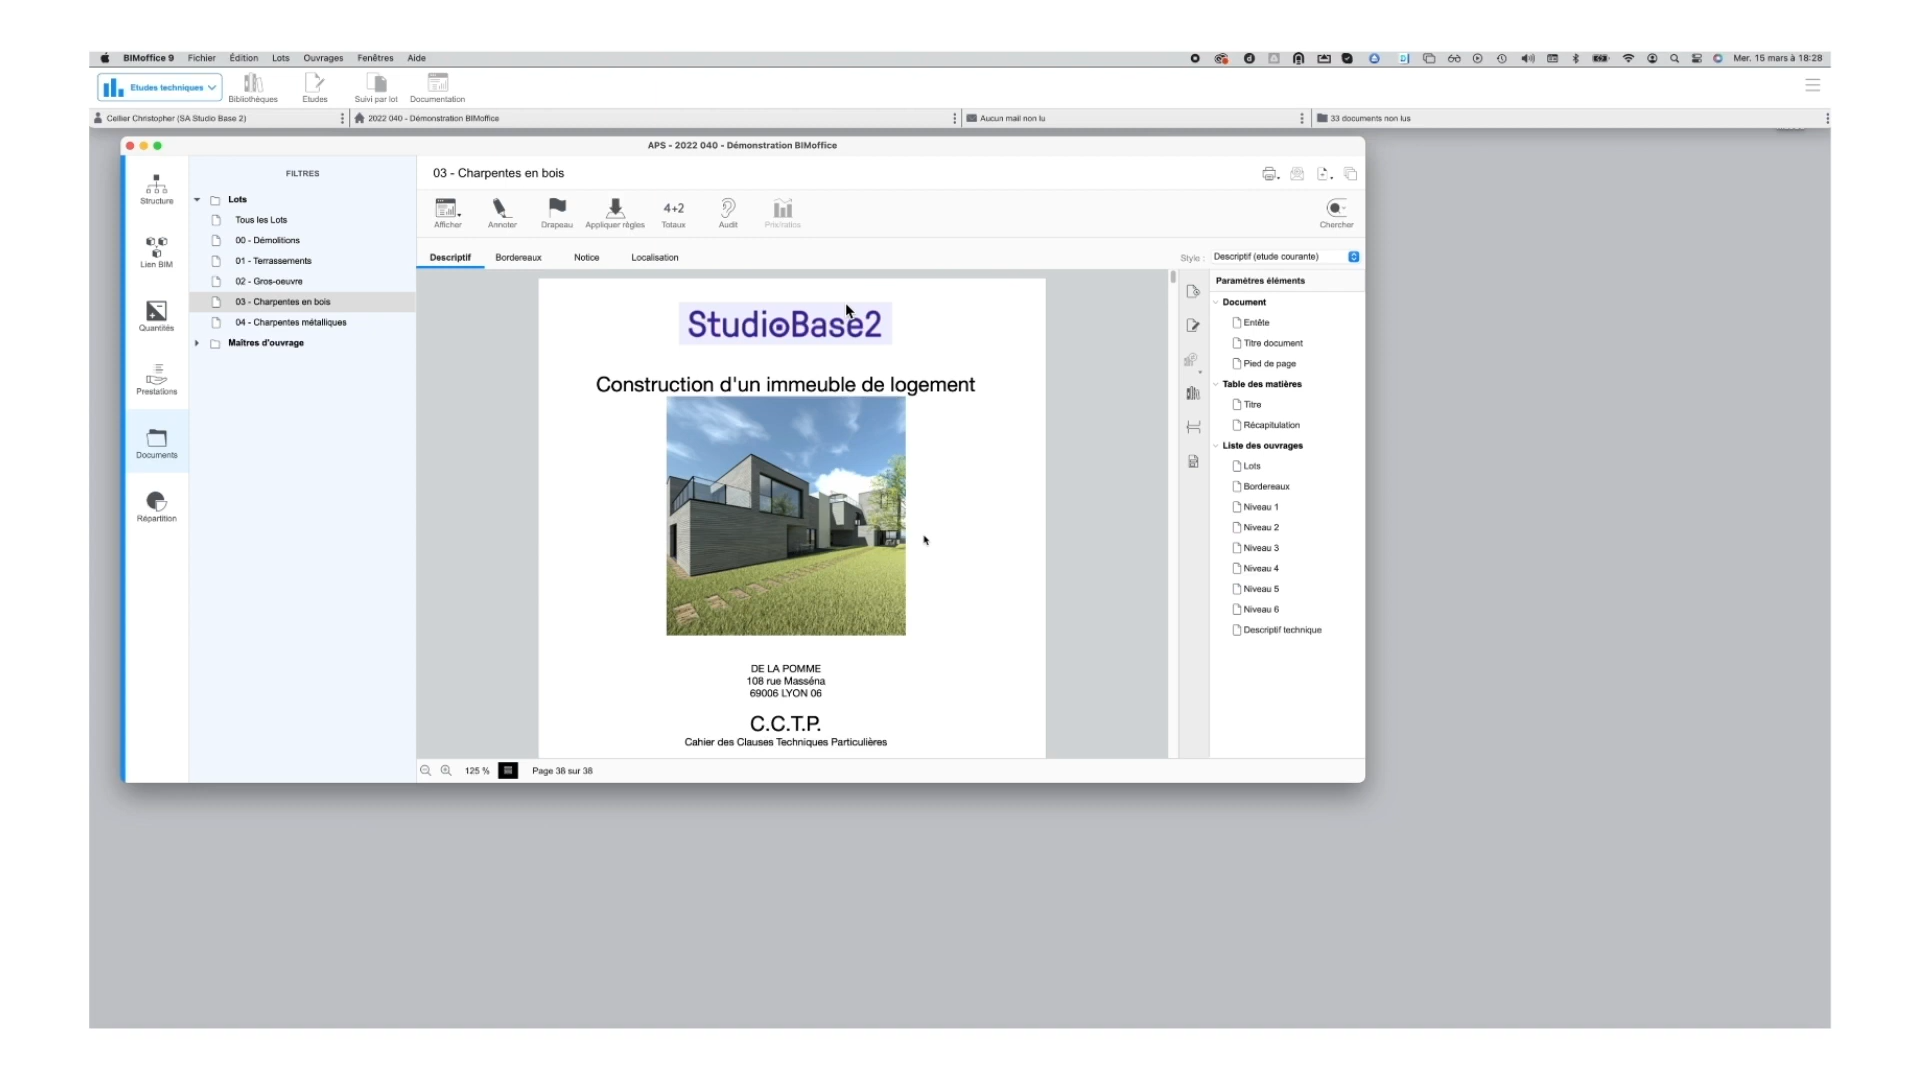 BIMoffice 9 Fichier Édition Lots Ouvrages Fenêtres Aide Mer. 15 mars à 18:28
Etudes techniques
Bibliothèques Etudes Suivi par lot Documentation
Cellier Christopher (SA Studio Base 2) 2022 040 - Démonstration BIMoffice Aucun mail non lu 33 documents non lus
APS - 2022 040 - Démonstration BIMoffice
Structure
Lien BIM
Quantités
Prestations
Documents
Répartition
FILTRES
Lots
Tous les Lots
00 - Démolitions
01 - Terrassements
02 - Gros-oeuvre
03 - Charpentes en bois
04 - Charpentes métalliques
Maîtres d'ouvrage
03 - Charpentes en bois
4+2
Afficher Annoter Drapeau Appliquer règles Totaux Audit Prix/ratios Chercher
Descriptif Bordereaux Notice Localisation
Style : Descriptif (etude courante)
StudioBase2
Construction d'un immeuble de logement
DE LA POMME
108 rue Masséna
69006 LYON 06
C.C.T.P.
Cahier des Clauses Techniques Particulières
125 % Page 38 sur 38
Paramètres éléments
Document
Entête
Titre document
Pied de page
Table des matières
Titre
Récapitulation
Liste des ouvrages
Lots
Bordereaux
Niveau 1
Niveau 2
Niveau 3
Niveau 4
Niveau 5
Niveau 6
Descriptif technique